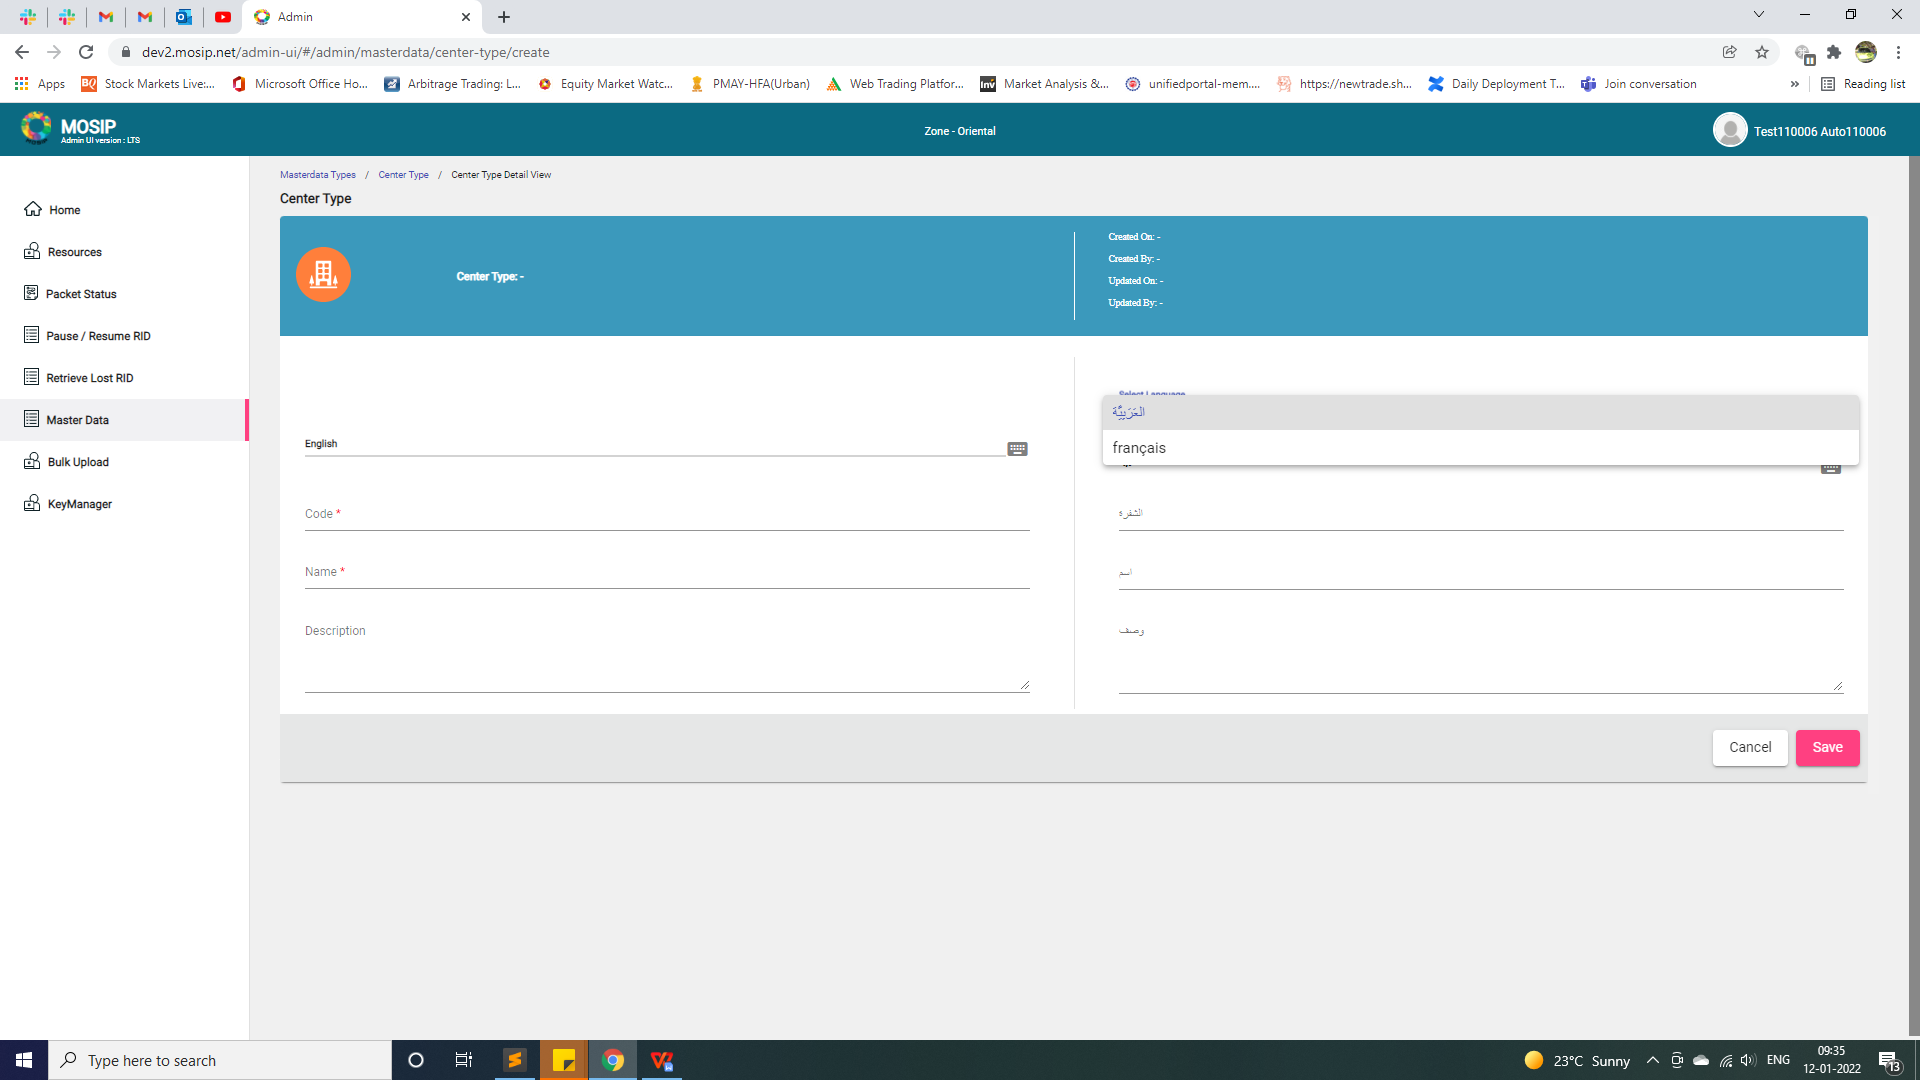 Admin
dev2.mosip.net/admin-ui/#/admin/masterdata/center-type/create
Apps
Stock Markets Live:...
Microsoft Office Ho...
Arbitrage Trading: L...
Equity Market Watc...
PMAY-HFA(Urban)
Web Trading Platfor...
Market Analysis &...
unifiedportal-mem....
https://newtrade.sh...
Daily Deployment T...
Join conversation
»
Reading list
MOSIP
Admin UI version : LTS
Zone - Oriental
Test110006 Auto110006
Home
Resources
Packet Status
Pause / Resume RID
Retrieve Lost RID
Master Data
Bulk Upload
KeyManager
Masterdata Types / Center Type / Center Type Detail View
Center Type
Center Type: -
Created On: -
Created By: -
Updated On: -
Updated By: -
Select Language
العَرَبِيَّة
français
English
Code *
الشفرة
Name *
اسم
Description
وصف
Cancel
Save
Type here to search
23°C Sunny
ENG
09:35
12-01-2022
13